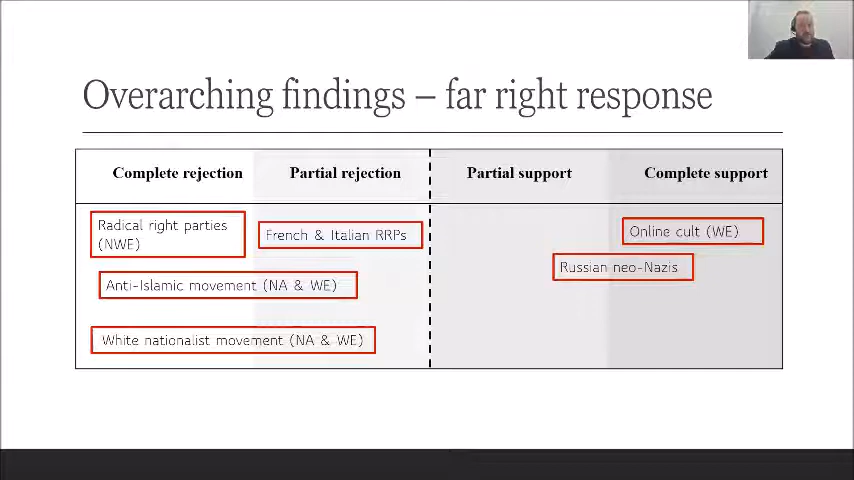 Overarching findings – far right response
Complete rejection
Partial rejection
Partial support
Complete support
Radical right parties
(NWE)
French & Italian RRPs
Online cult (WE)
Russian neo-Nazis
Anti-Islamic movement (NA & WE)
White nationalist movement (NA & WE)